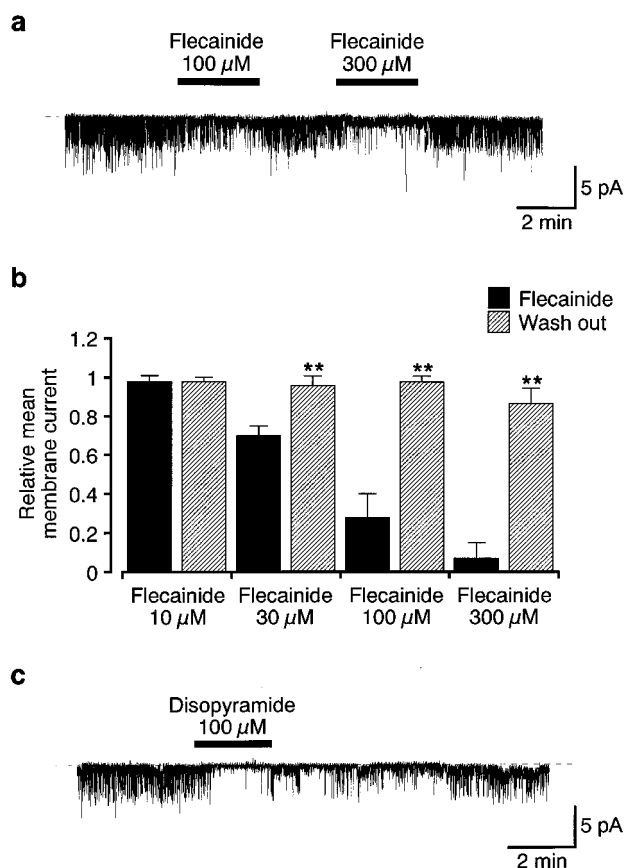 a
Flecainide Flecainide
100 µM 300 µM
5 pA
2 min
b
Flecainide
Wash out
Relative mean
membrane current
1.2
1
0.8
0.6
0.4
0.2
0
** ** **
Flecainide Flecainide Flecainide Flecainide
10 µM 30 µM 100 µM 300 µM
c
Disopyramide
100 µM
5 pA
2 min